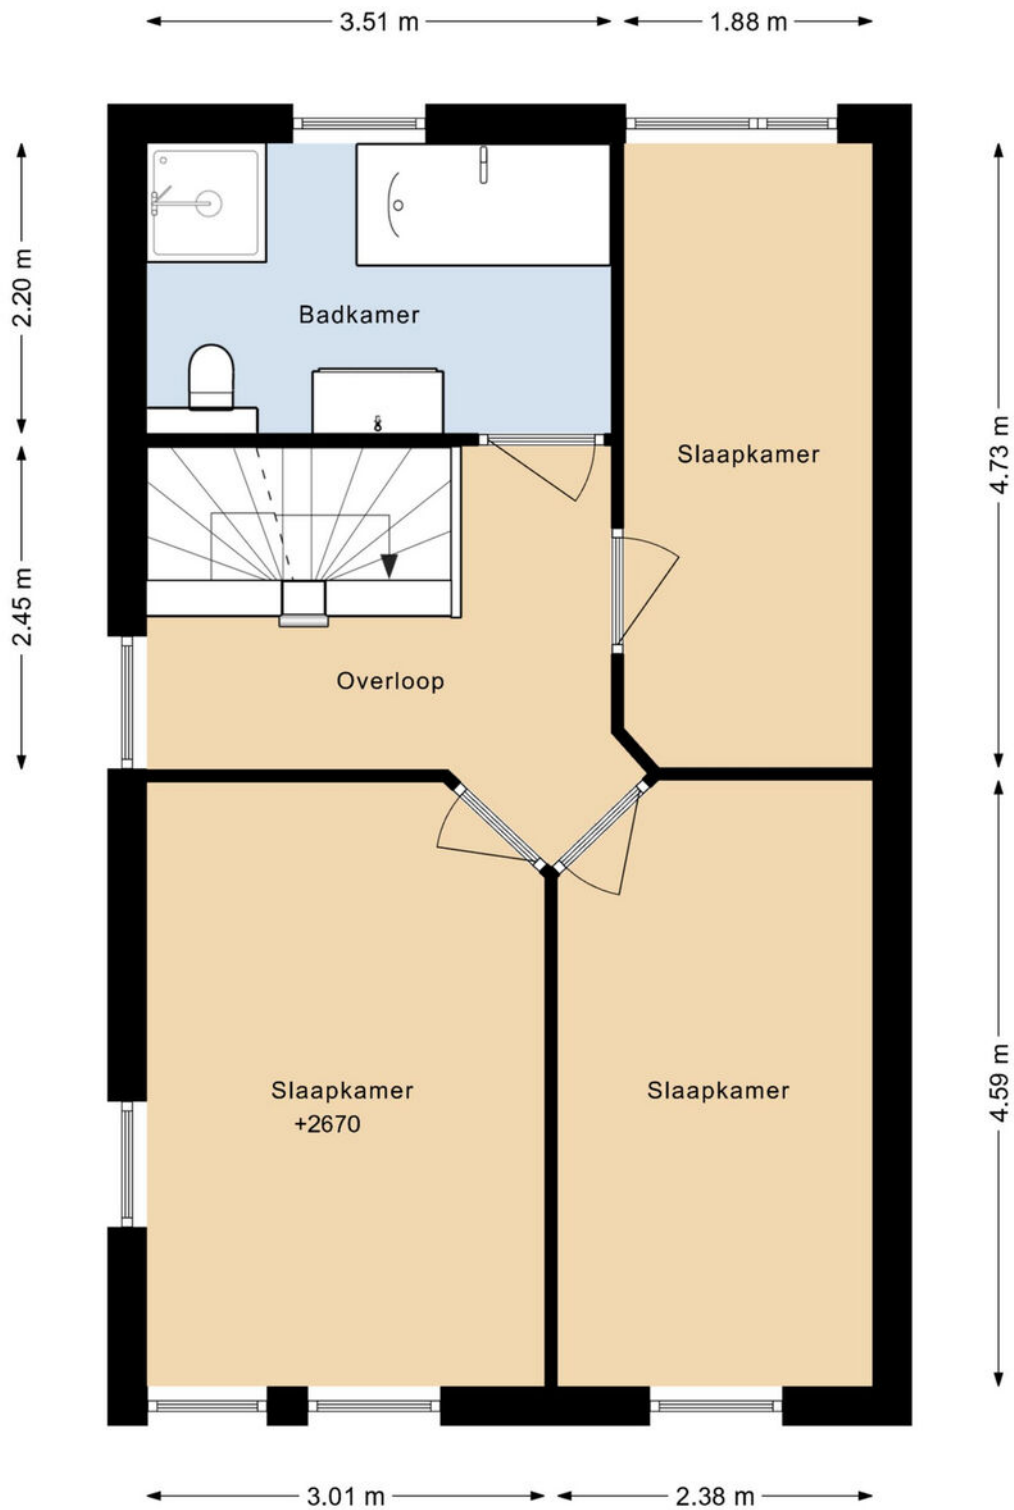 3.51 m
1.88 m
2.20 m
Badkamer
Slaapkamer
4.73 m
2.45 m
Overloop
Slaapkamer
+2670
Slaapkamer
4.59 m
3.01 m
2.38 m